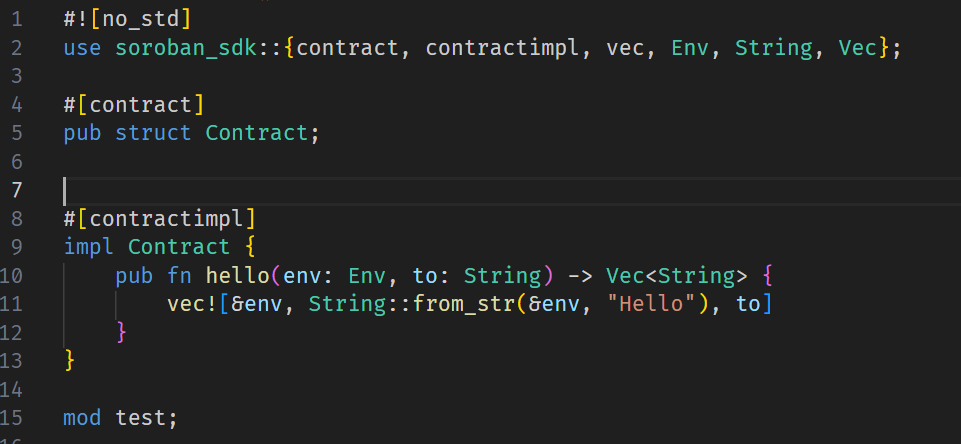 1 #![no_std]
2 use soroban_sdk::{contract, contractimpl, vec, Env, String, Vec};
3
4 #[contract]
5 pub struct Contract;
6
7
8 #[contractimpl]
9 impl Contract {
10     pub fn hello(env: Env, to: String) -> Vec<String> {
11         vec![&env, String::from_str(&env, "Hello"), to]
12     }
13 }
14
15 mod test;